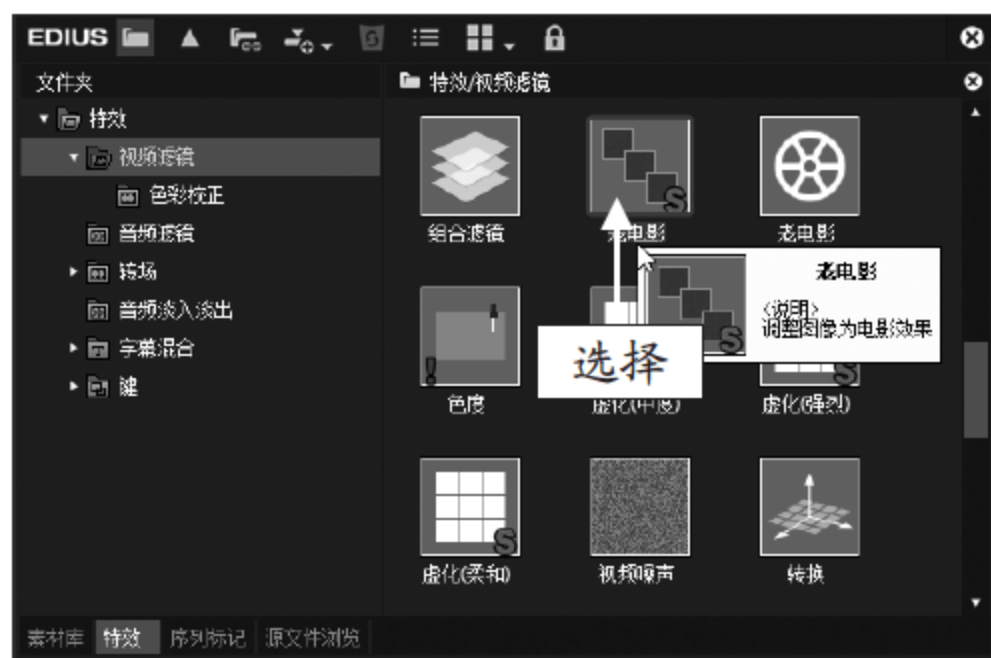 EDIUS
文件夹
特效/视频滤镜
特效
视频滤镜
色彩校正
音频滤镜
转场
音频淡入淡出
字幕混合
键
组合滤镜
老电影
老电影
老电影
<说明>
调整图像为电影效果
选择
色度
虚化(中度)
虚化(强烈)
虚化(柔和)
视频噪声
转换
素材库
特效
序列标记
源文件浏览